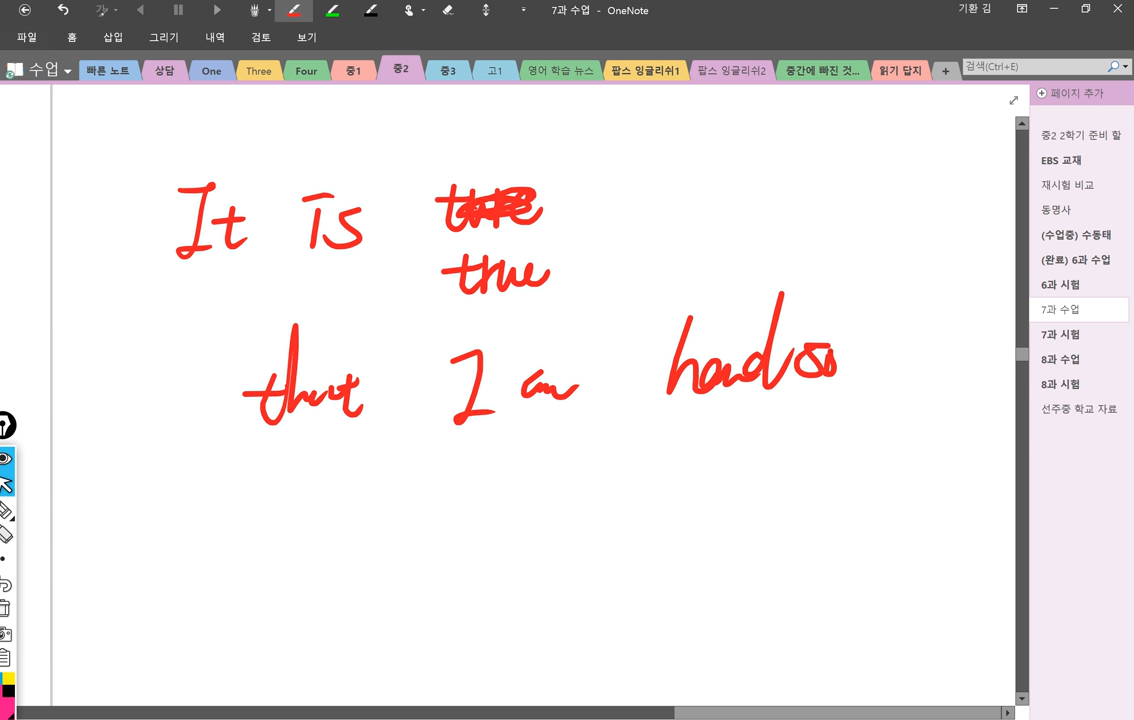 7과 수업 - OneNote
기환 김
파일 홈 삽입 그리기 내역 검토 보기
수업 빠른 노트 상담 One Three Four 중1 중2 중3 고1 영어 학습 뉴스 팝스 잉글리쉬1 팝스 잉글리쉬2 중간에 빠진 것... 읽기 답지 + 검색(Ctrl+E)
페이지 추가
중2 2학기 준비 할
EBS 교재
재시험 비교
동명사
(수업중) 수동태
(완료) 6과 수업
6과 시험
7과 수업
7과 시험
8과 수업
8과 시험
선주중 학교 자료
It is
true
that I am handso